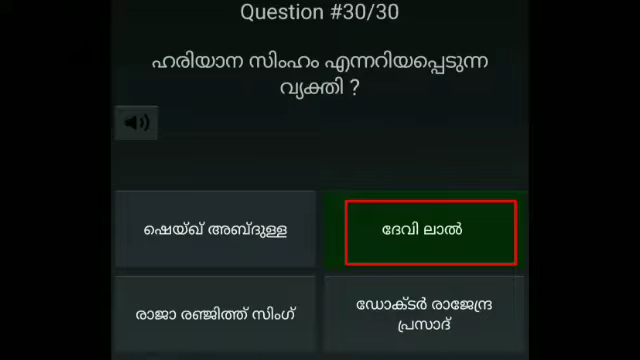 Question #30/30
ഹരിയാന സിംഹം എന്നറിയപ്പെടുന്ന
വ്യക്തി ?
ഷെയ്ഖ് അബ്ദുള്ള
ദേവി ലാൽ
രാജാ രഞ്ജിത്ത് സിംഗ്
ഡോക്ടർ രാജേന്ദ്ര
പ്രസാദ്